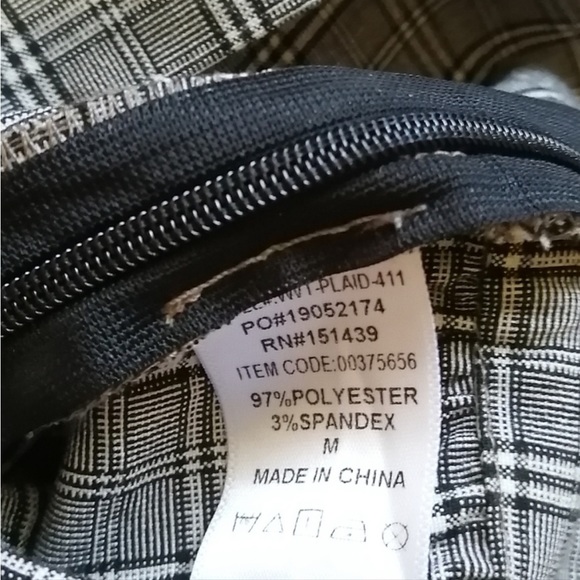 PLAID-411
PO#19052174
RN#151439
ITEM CODE:00375656
97%POLYESTER
3%SPANDEX
M
MADE IN CHINA